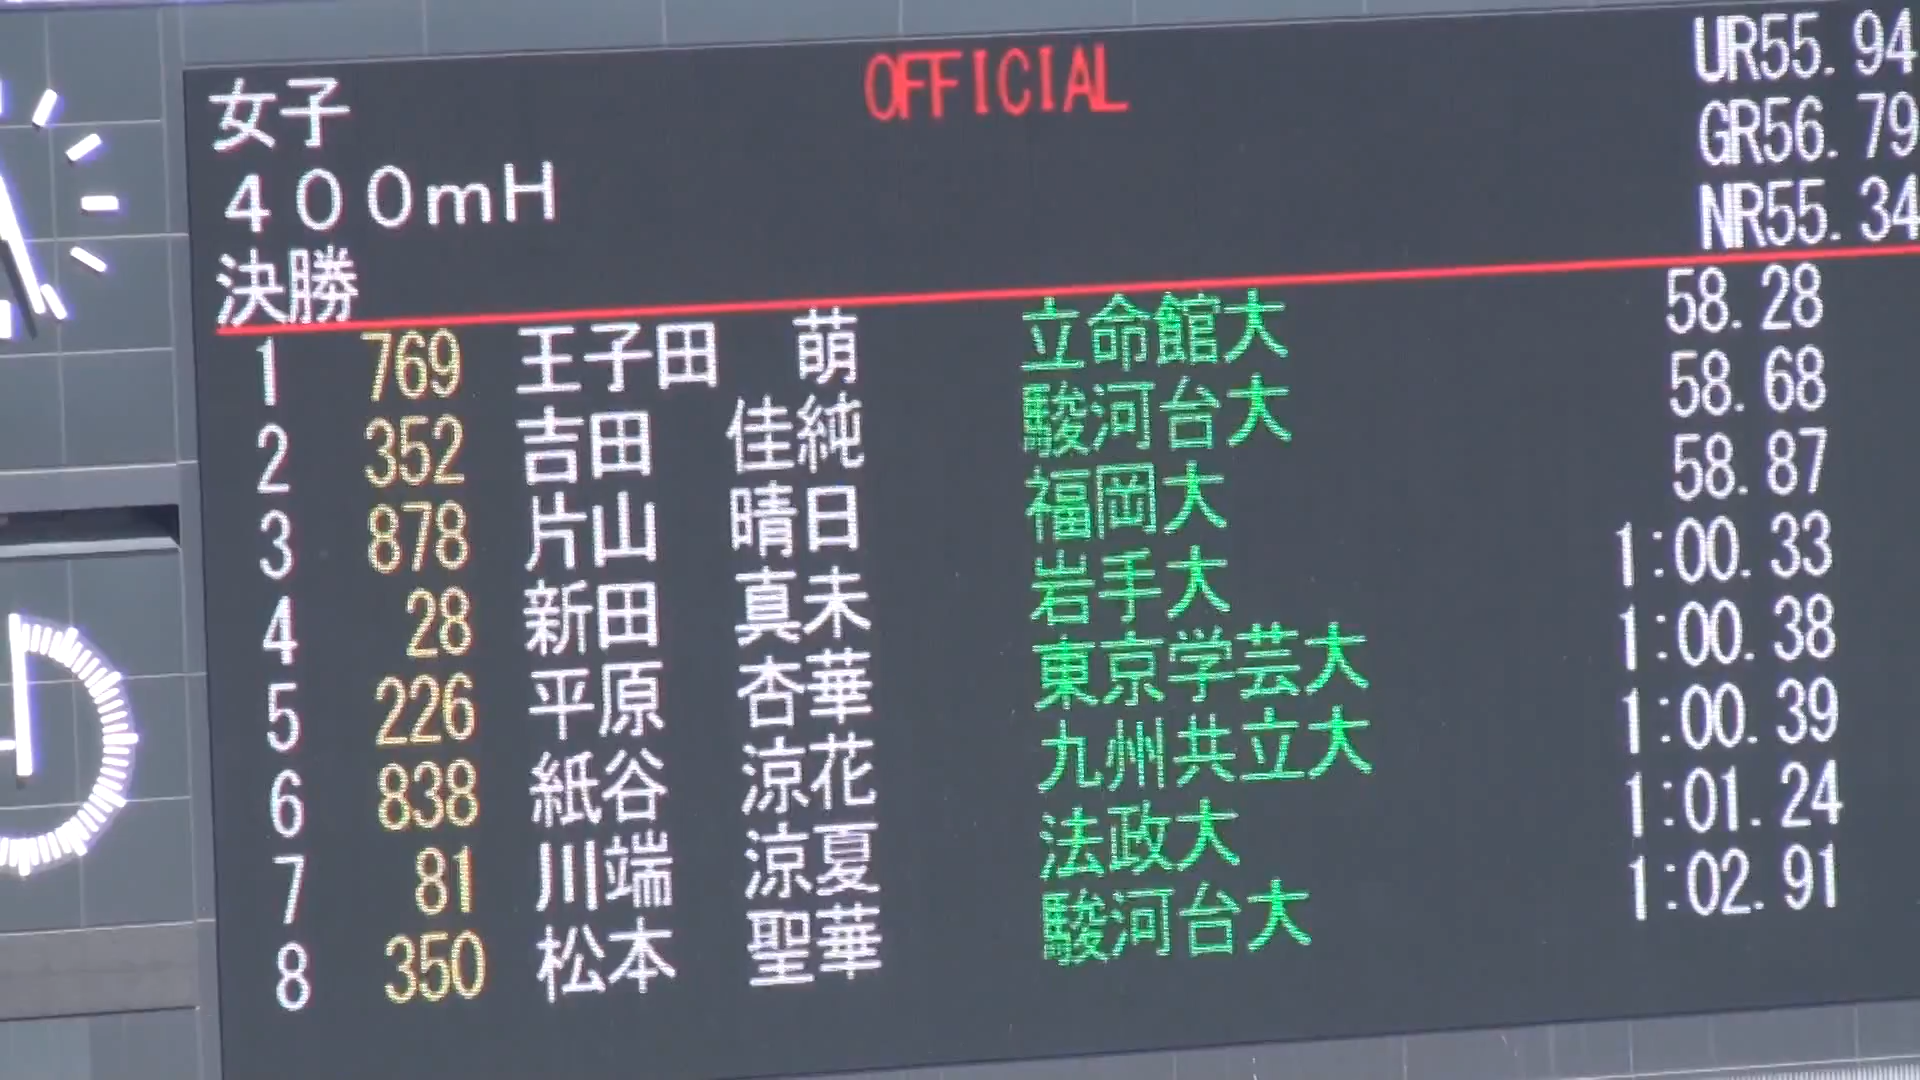 女子 OFFICIAL UR55.94
400mH GR56.79
決勝 NR55.34
1 769 王子田 萌 立命館大 58.28
2 352 吉田 佳純 駿河台大 58.68
3 878 片山 晴日 福岡大 58.87
4 28 新田 真未 岩手大 1:00.33
5 226 平原 杏華 東京学芸大 1:00.38
6 838 紙谷 涼花 九州共立大 1:00.39
7 81 川端 涼夏 法政大 1:01.24
8 350 松本 聖華 駿河台大 1:02.91